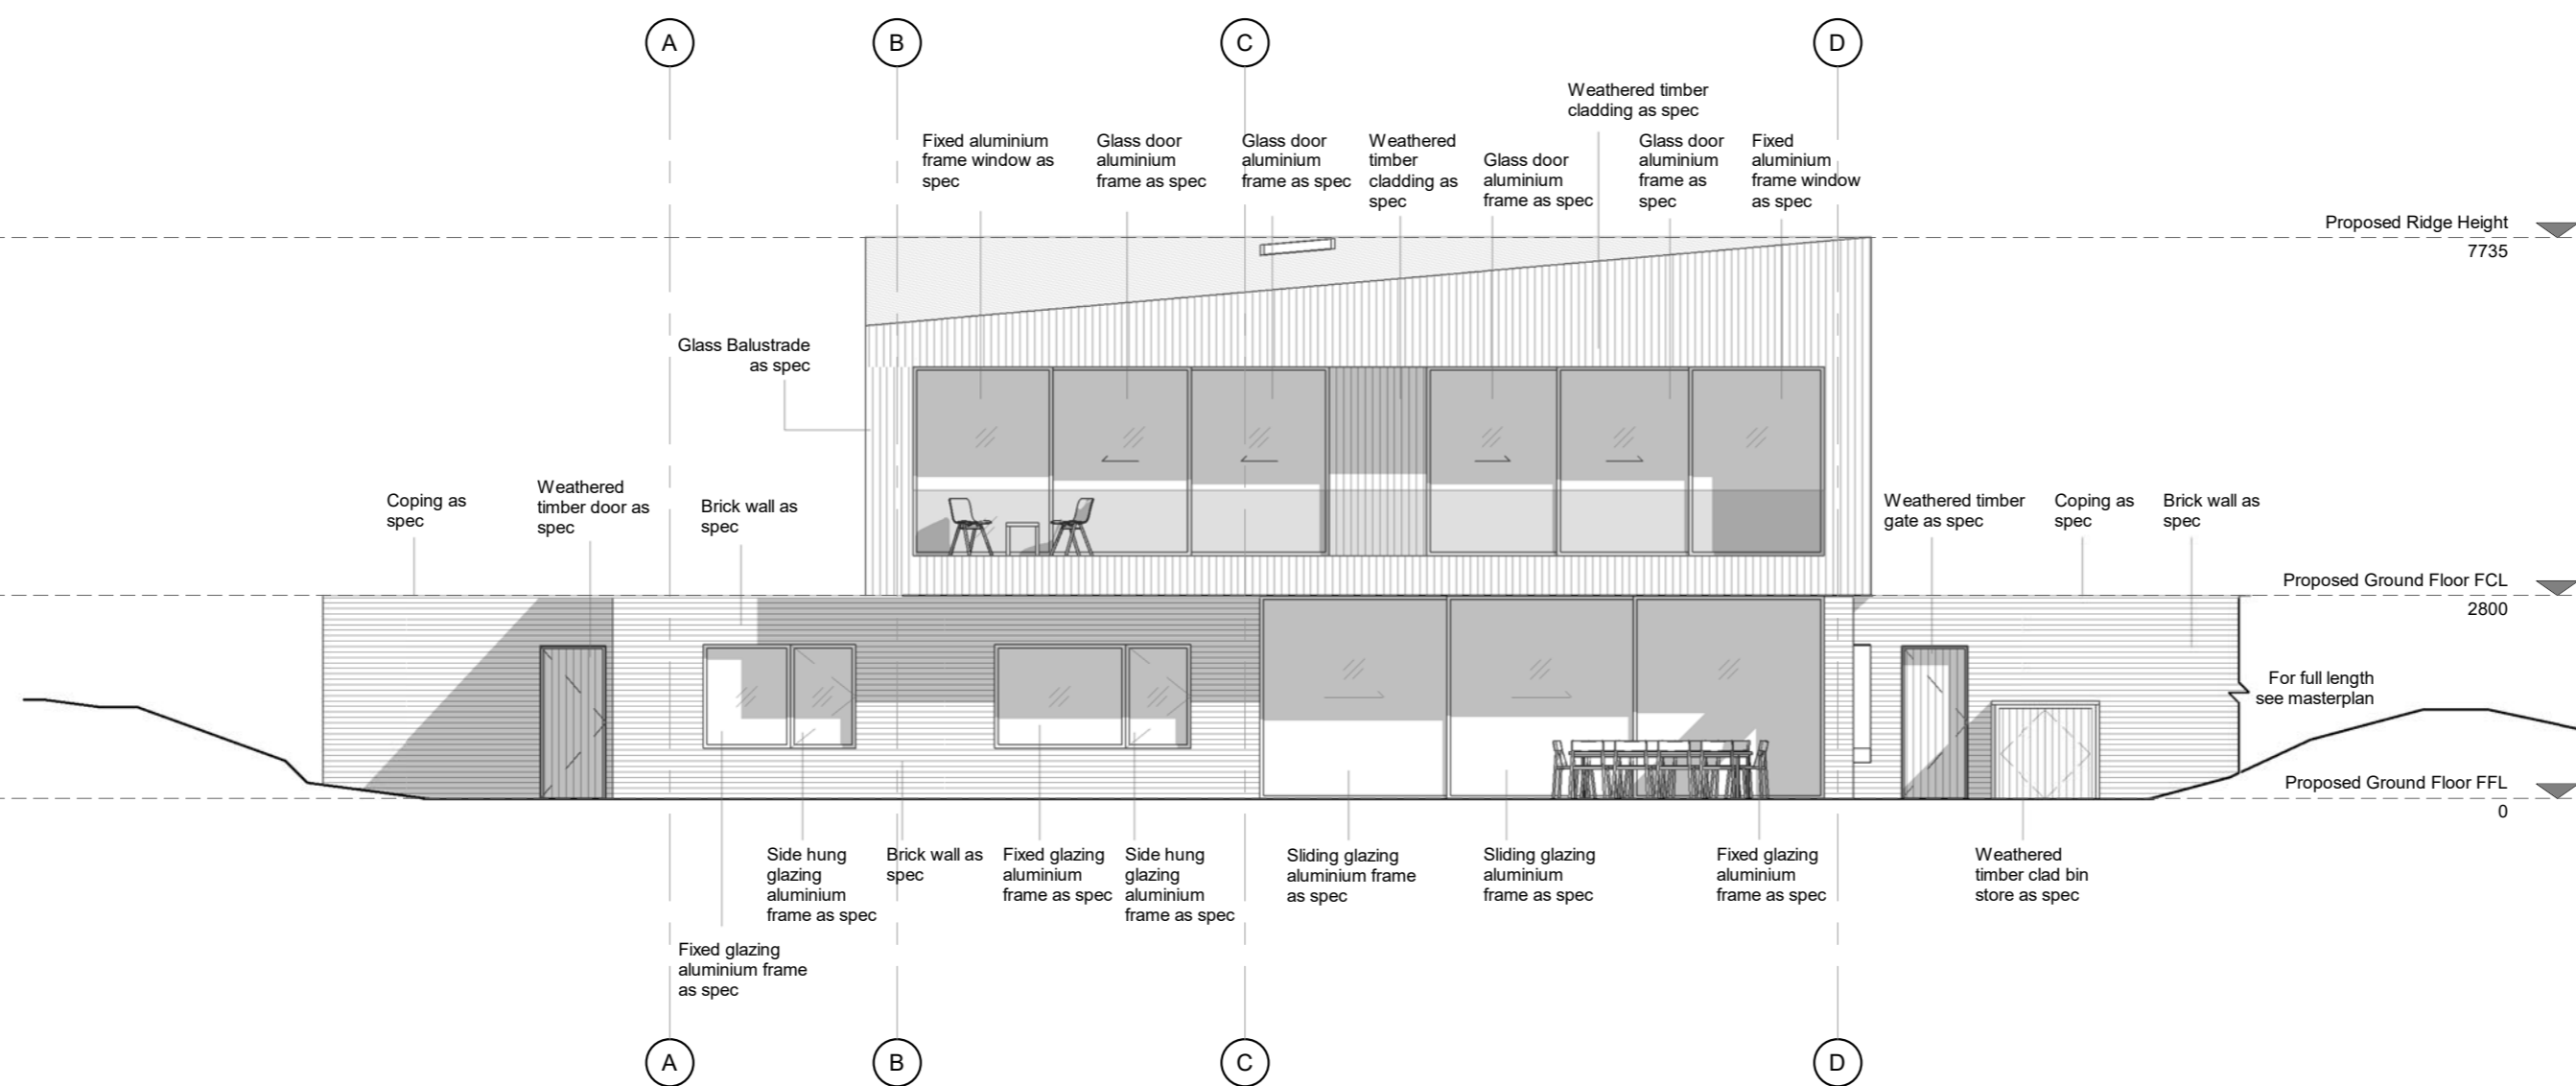 A
B
C
D
Weathered timber
cladding as spec
Fixed aluminium
frame window as
spec
Glass door
aluminium
frame as spec
Glass door
aluminium
frame as spec
Weathered
timber
cladding as
spec
Glass door
aluminium
frame as spec
Glass door
aluminium
frame as
spec
Fixed
aluminium
frame window
as spec
Proposed Ridge Height
7735
Glass Balustrade
as spec
Coping as
spec
Weathered
timber door as
spec
Brick wall as
spec
Weathered timber
gate as spec
Coping as
spec
Brick wall as
spec
Proposed Ground Floor FCL
2800
For full length
see masterplan
Proposed Ground Floor FFL
0
Side hung
glazing
aluminium
frame as spec
Brick wall as
spec
Fixed glazing
aluminium
frame as spec
Side hung
glazing
aluminium
frame as spec
Sliding glazing
aluminium frame
as spec
Sliding glazing
aluminium
frame as spec
Fixed glazing
aluminium
frame as spec
Weathered
timber clad bin
store as spec
Fixed glazing
aluminium frame
as spec
A
B
C
D